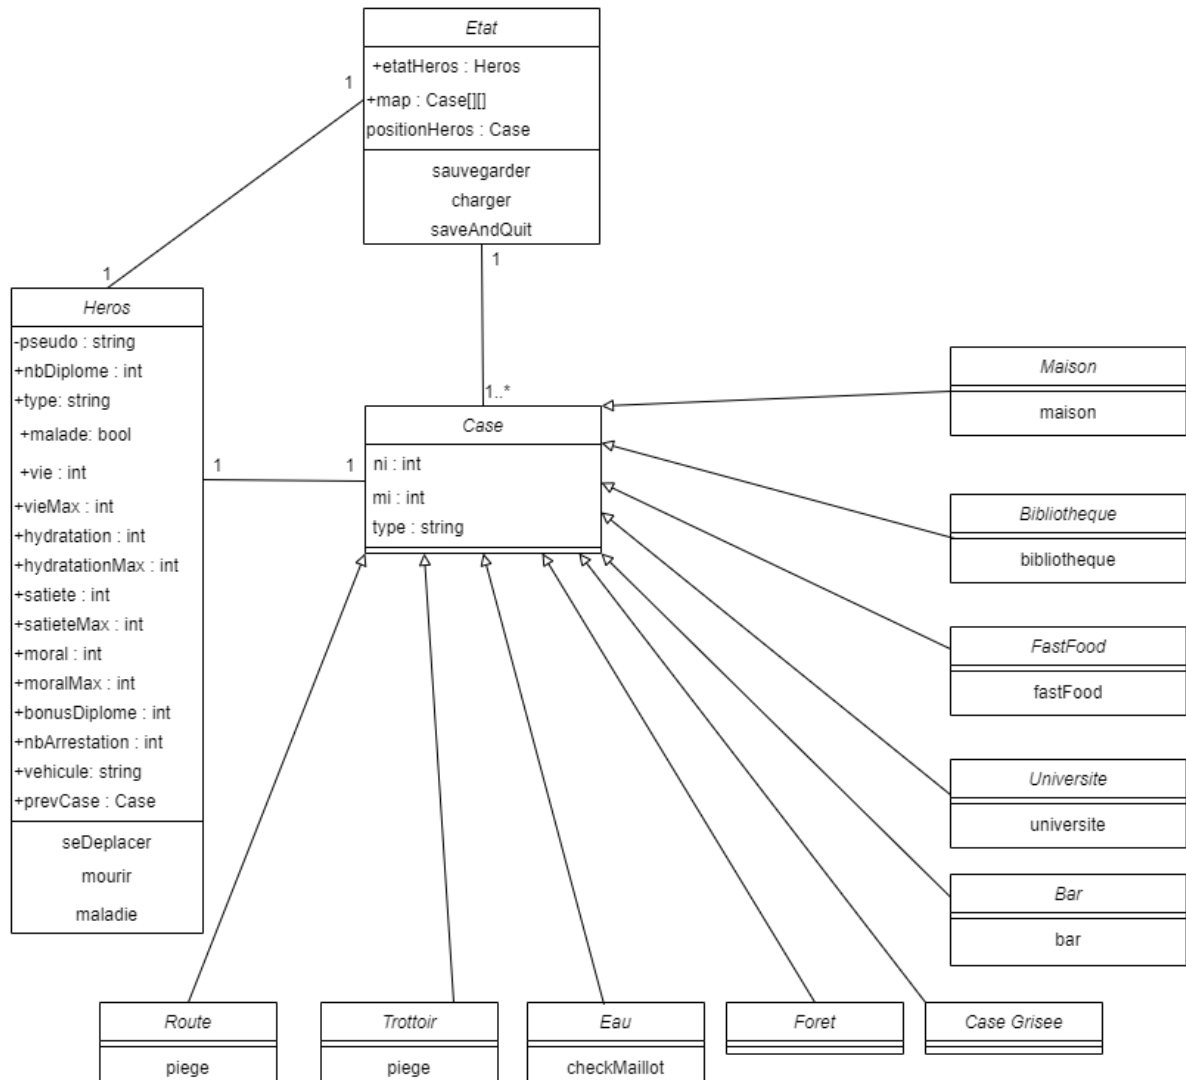 Etat
+etatHeros : Heros
+map : Case[][]
positionHeros : Case
sauvegarder
charger
saveAndQuit
1
1
1
1..*
Heros
-pseudo : string
+nbDiplome : int
+type: string
+malade: bool
+vie : int
+vieMax : int
+hydratation : int
+hydratationMax : int
+satiete : int
+satieteMax : int
+moral : int
+moralMax : int
+bonusDiplome : int
+nbArrestation : int
+vehicule: string
+prevCase : Case
seDeplacer
mourir
maladie
1
1
Case
ni : int
mi : int
type : string
Maison
maison
Bibliotheque
bibliotheque
FastFood
fastFood
Universite
universite
Bar
bar
Route
piege
Trottoir
piege
Eau
checkMaillot
Foret
Case Grisee